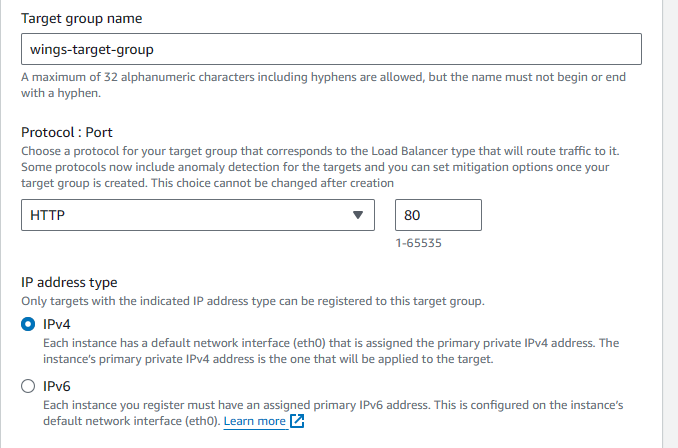 Target group name
wings-target-group
A maximum of 32 alphanumeric characters including hyphens are allowed, but the name must not begin or end
with a hyphen.
Protocol : Port
Choose a protocol for your target group that corresponds to the Load Balancer type that will route traffic to it.
Some protocols now include anomaly detection for the targets and you can set mitigation options once your
target group is created. This choice cannot be changed after creation
HTTP
80
1-65535
IP address type
Only targets with the indicated IP address type can be registered to this target group.
IPv4
Each instance has a default network interface (eth0) that is assigned the primary private IPv4 address. The
instance's primary private IPv4 address is the one that will be applied to the target.
IPv6
Each instance you register must have an assigned primary IPv6 address. This is configured on the instance's
default network interface (eth0). Learn more